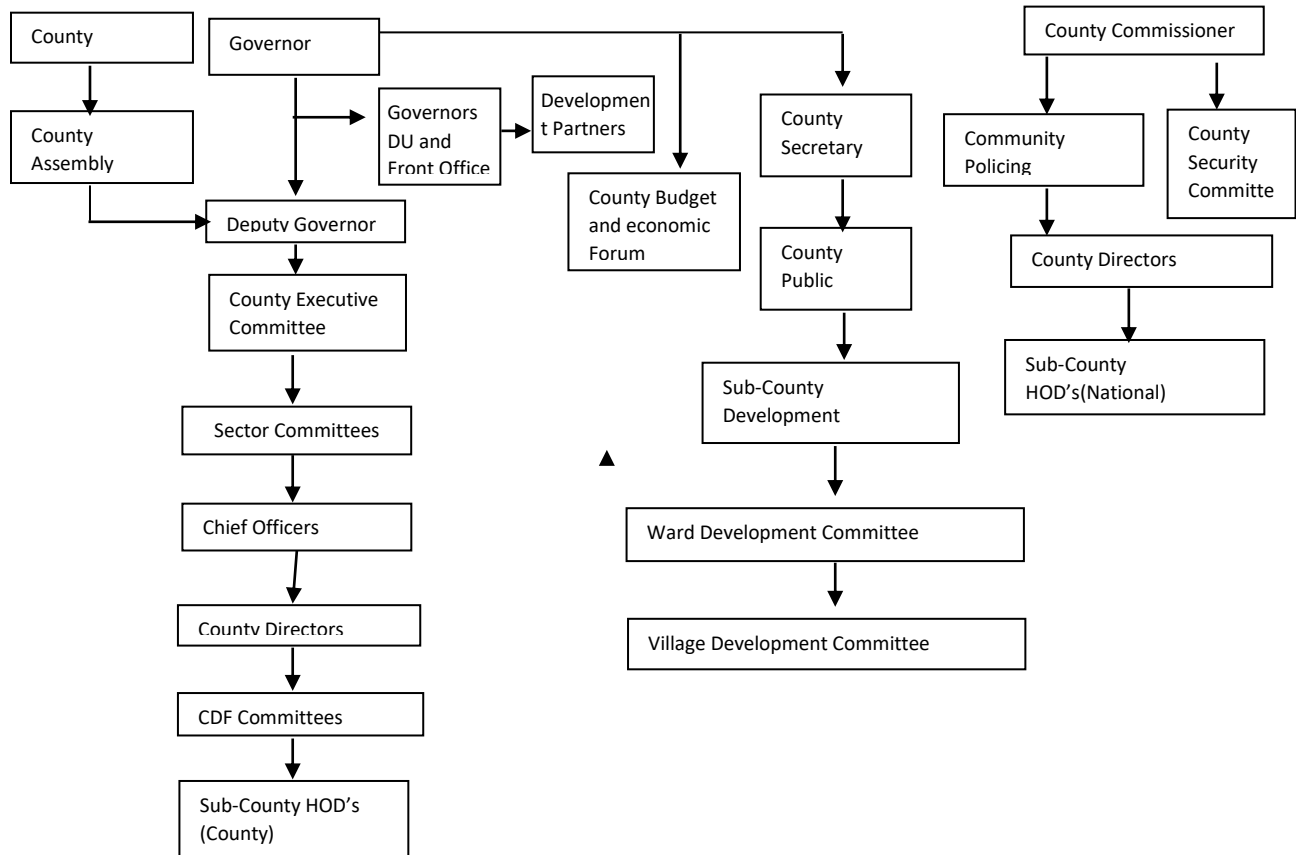 County
Governor
County Commissioner
County
Assembly
Governors
DU and
Front Office
Developmen
t Partners
County
Secretary
Community
Policing
County
Security
Committe
County Budget
and economic
Forum
Deputy Governor
County
Public
County Directors
County Executive
Committee
Sub-County
HOD's(National)
Sub-County
Development
Sector Committees
Chief Officers
Ward Development Committee
County Directors
Village Development Committee
CDF Committees
Sub-County HOD's
(County)